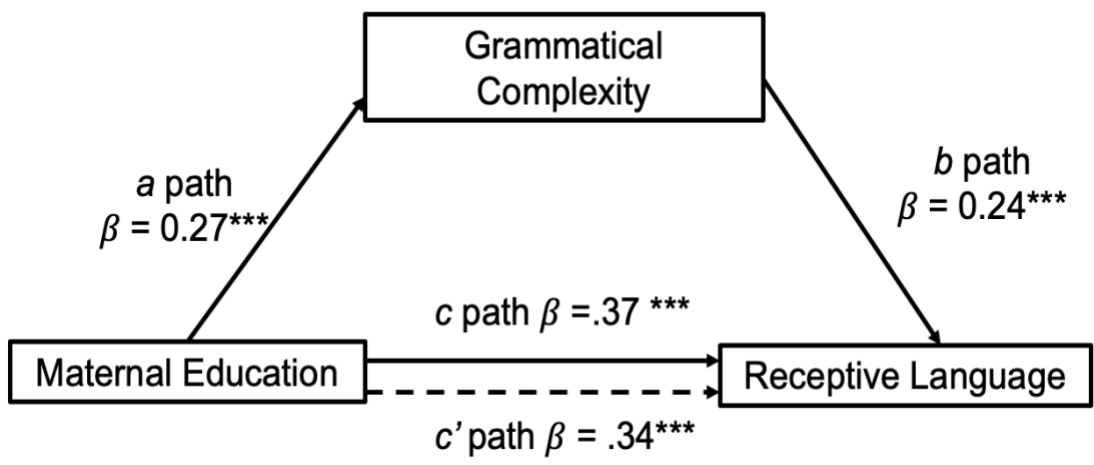 Grammatical
Complexity
a path
β = 0.27***
b path
β = 0.24***
c path β =.37 ***
Maternal Education
Receptive Language
c’ path β = .34***